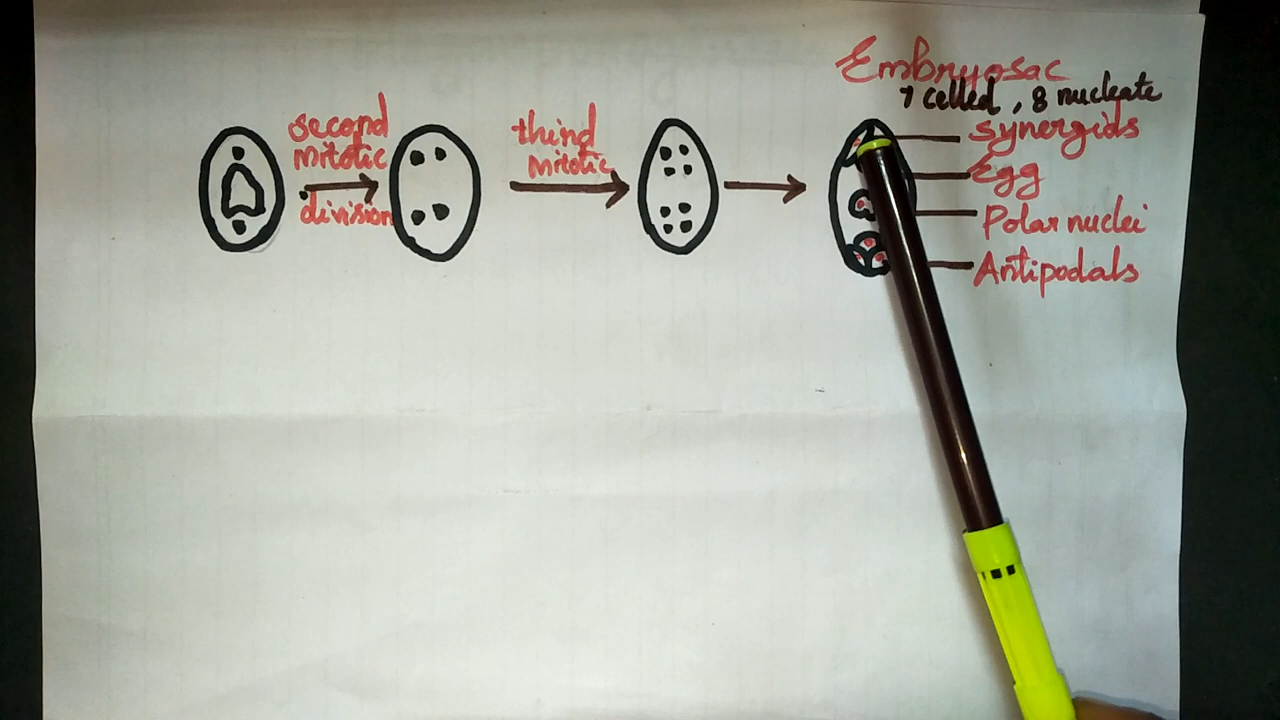 Embryosac
7 celled, 8 nucleate
second
mitotic
division
third
mitotic
Synergids
Egg
Polar nuclei
Antipodals